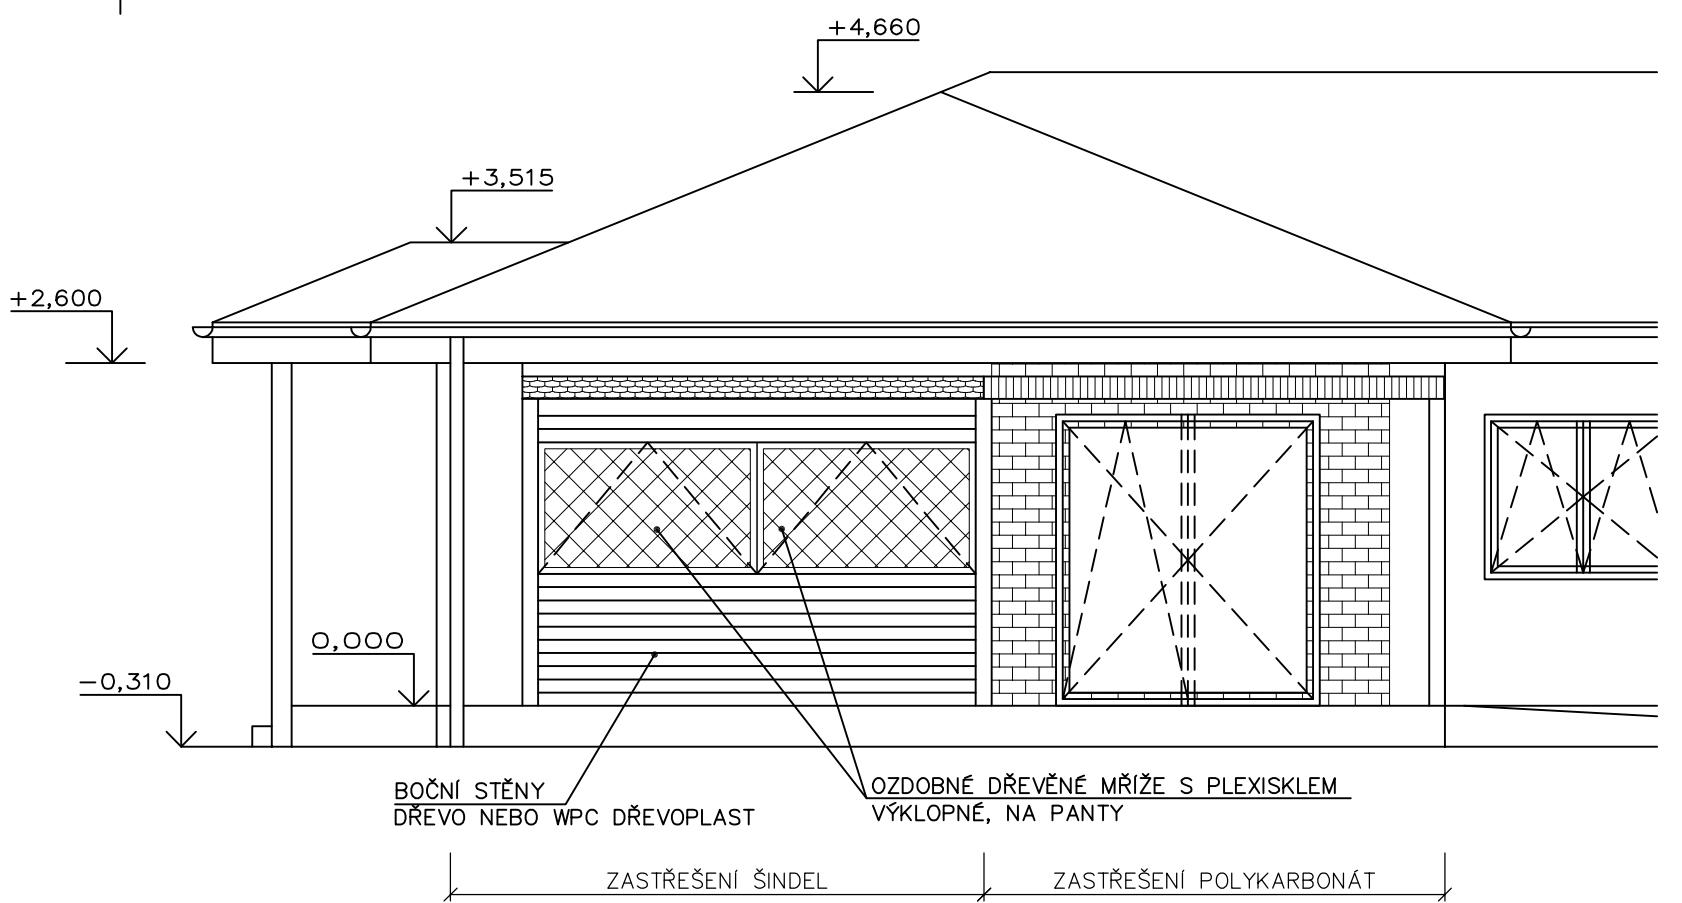 +4,660
+3,515
+2,600
0,000
−0,310
BOČNÍ STĚNY
DŘEVO NEBO WPC DŘEVOPLAST
OZDOBNÉ DŘEVĚNÉ MŘÍŽE S PLEXISKLEM
VÝKLOPNÉ, NA PANTY
ZASTŘEŠENÍ ŠINDEL
ZASTŘEŠENÍ POLYKARBONÁT